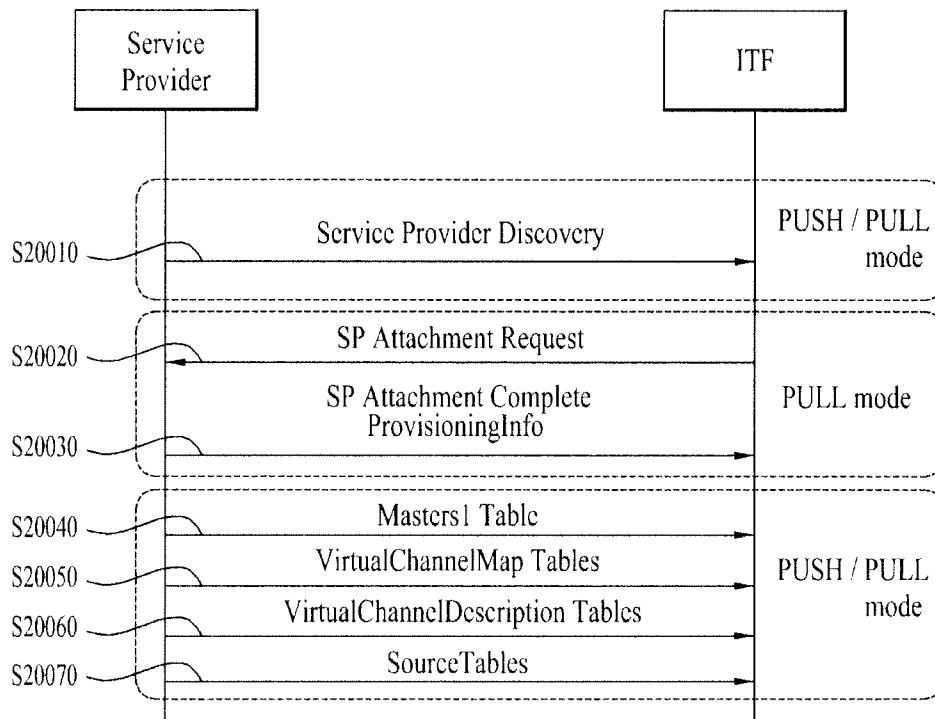 Service
Provider
ITF
Service Provider Discovery
PUSH / PULL
mode
S20010
SP Attachment Request
S20020
SP Attachment Complete
ProvisioningInfo
PULL mode
S20030
Masters1 Table
S20040
VirtualChannelMap Tables
S20050
PUSH / PULL
mode
VirtualChannelDescription Tables
S20060
SourceTables
S20070